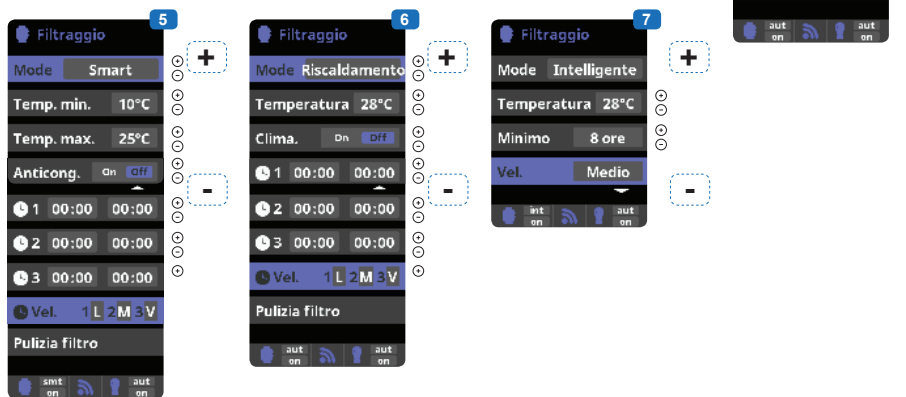 5
Filtraggio
Mode Smart
Temp. min. 10°C
Temp. max. 25°C
Anticong. On Off
1 00:00 00:00
2 00:00 00:00
3 00:00 00:00
Vel. 1 L 2 M 3 V
Pulizia filtro
smt on aut on
+
-
6
Filtraggio
Mode Riscaldamento
Temperatura 28°C
Clima. On Off
1 00:00 00:00
2 00:00 00:00
3 00:00 00:00
Vel. 1 L 2 M 3 V
Pulizia filtro
aut on aut on
+
-
7
Filtraggio
Mode Intelligente
Temperatura 28°C
Minimo 8 ore
Vel. Medio
int on aut on
+
-
aut on aut on